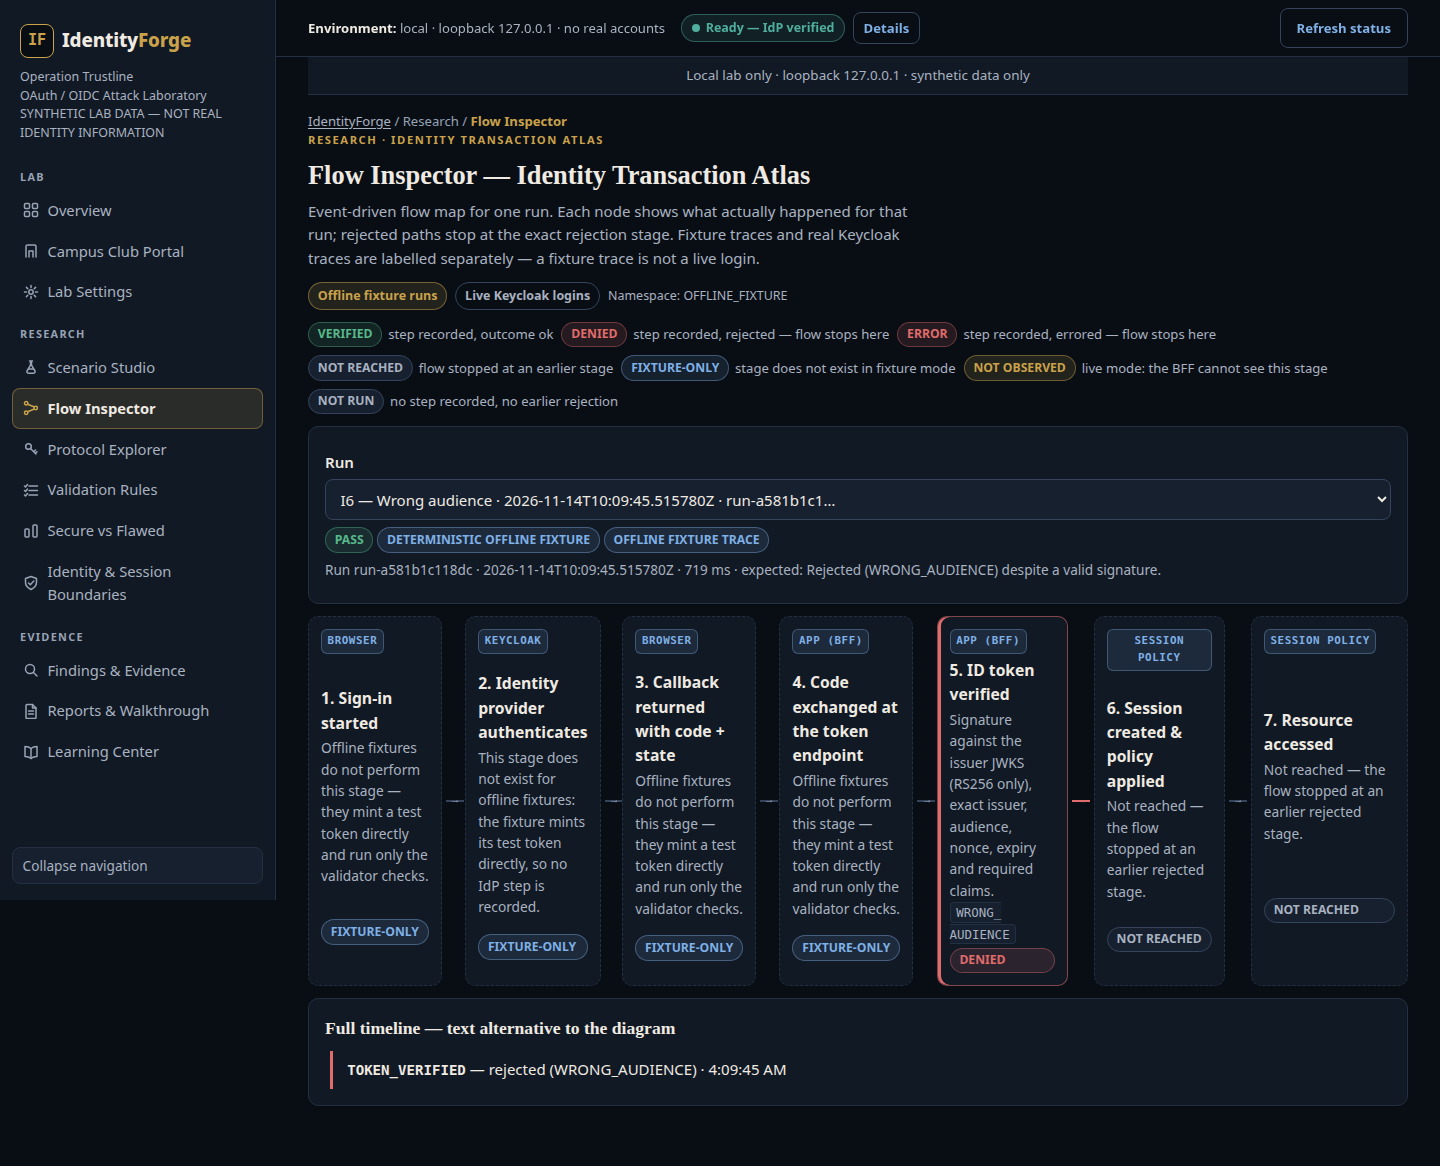 IF IdentityForge
Operation Trustline
OAuth / OIDC Attack Laboratory
SYNTHETIC LAB DATA — NOT REAL
IDENTITY INFORMATION
LAB
Overview
Campus Club Portal
Lab Settings
RESEARCH
Scenario Studio
Flow Inspector
Protocol Explorer
Validation Rules
Secure vs Flawed
Identity & Session
Boundaries
EVIDENCE
Findings & Evidence
Reports & Walkthrough
Learning Center
Collapse navigation
Environment: local · loopback 127.0.0.1 · no real accounts
Ready — IdP verified
Details
Refresh status
Local lab only · loopback 127.0.0.1 · synthetic data only
IdentityForge / Research / Flow Inspector
RESEARCH · IDENTITY TRANSACTION ATLAS
Flow Inspector — Identity Transaction Atlas
Event-driven flow map for one run. Each node shows what actually happened for that
run; rejected paths stop at the exact rejection stage. Fixture traces and real Keycloak
traces are labelled separately — a fixture trace is not a live login.
Offline fixture runs
Live Keycloak logins
Namespace: OFFLINE_FIXTURE
VERIFIED step recorded, outcome ok DENIED step recorded, rejected — flow stops here ERROR step recorded, errored — flow stops here
NOT REACHED flow stopped at an earlier stage FIXTURE-ONLY stage does not exist in fixture mode NOT OBSERVED live mode: the BFF cannot see this stage
NOT RUN no step recorded, no earlier rejection
Run
I6 — Wrong audience · 2026-11-14T10:09:45.515780Z · run-a581b1c1…
PASS DETERMINISTIC OFFLINE FIXTURE OFFLINE FIXTURE TRACE
Run run-a581b1c118dc · 2026-11-14T10:09:45.515780Z · 719 ms · expected: Rejected (WRONG_AUDIENCE) despite a valid signature.
BROWSER
1. Sign-in
started
Offline fixtures
do not perform
this stage —
they mint a test
token directly
and run only the
validator checks.
FIXTURE-ONLY
KEYCLOAK
2. Identity
provider
authenticates
This stage does
not exist for
offline fixtures:
the fixture mints
its test token
directly, so no
IdP step is
recorded.
FIXTURE-ONLY
BROWSER
3. Callback
returned
with code +
state
Offline fixtures
do not perform
this stage —
they mint a test
token directly
and run only the
validator checks.
FIXTURE-ONLY
APP (BFF)
4. Code
exchanged at
the token
endpoint
Offline fixtures
do not perform
this stage —
they mint a test
token directly
and run only the
validator checks.
FIXTURE-ONLY
APP (BFF)
5. ID token
verified
Signature
against the
issuer JWKS
(RS256 only),
exact issuer,
audience,
nonce, expiry
and required
claims.
WRONG_
AUDIENCE
DENIED
SESSION
POLICY
6. Session
created &
policy
applied
Not reached —
the flow
stopped at an
earlier rejected
stage.
NOT REACHED
SESSION POLICY
7. Resource
accessed
Not reached — the
flow stopped at an
earlier rejected
stage.
NOT REACHED
Full timeline — text alternative to the diagram
TOKEN_VERIFIED — rejected (WRONG_AUDIENCE) · 4:09:45 AM